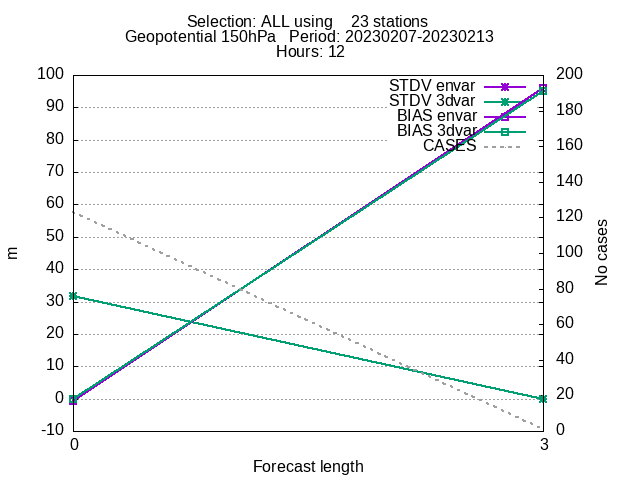 Selection: ALL using    23 stations
Geopotential 150hPa   Period: 20230207-20230213
Hours: 12
STDV envar
STDV 3dvar
BIAS envar
BIAS 3dvar
CASES
100
90
80
70
60
50
40
30
20
10
0
-10
200
180
160
140
120
100
80
60
40
20
0
m
No cases
0
3
Forecast length